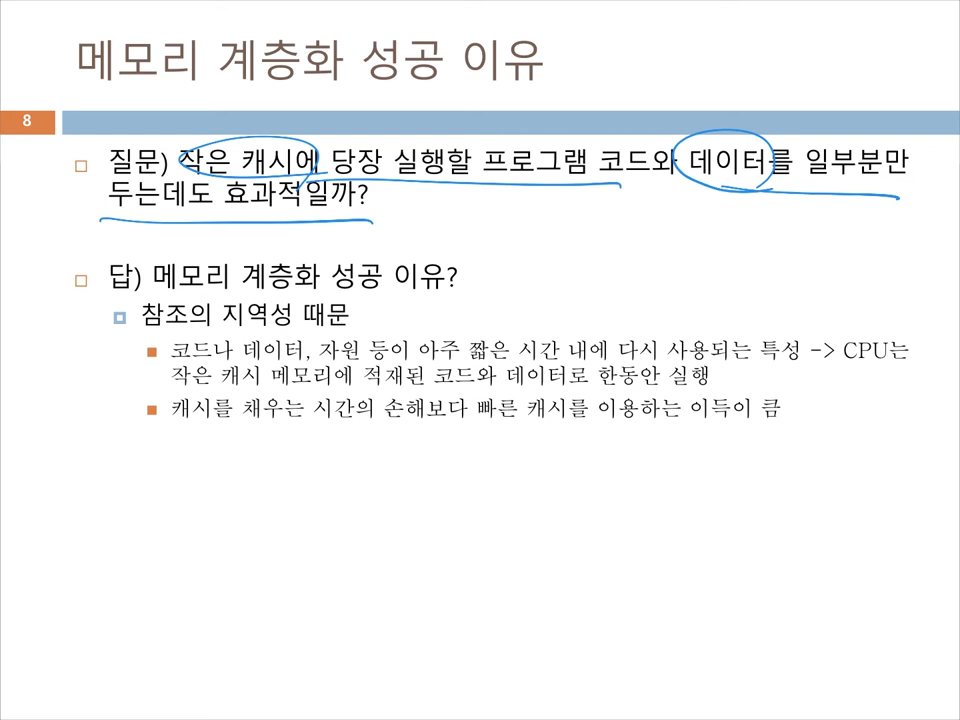 메모리 계층화 성공 이유
8
질문) 작은 캐시에 당장 실행할 프로그램 코드와 데이터를 일부분만
두는데도 효과적일까?
답) 메모리 계층화 성공 이유?
참조의 지역성 때문
코드나 데이터, 자원 등이 아주 짧은 시간 내에 다시 사용되는 특성 -> CPU는
작은 캐시 메모리에 적재된 코드와 데이터로 한동안 실행
캐시를 채우는 시간의 손해보다 빠른 캐시를 이용하는 이득이 큼